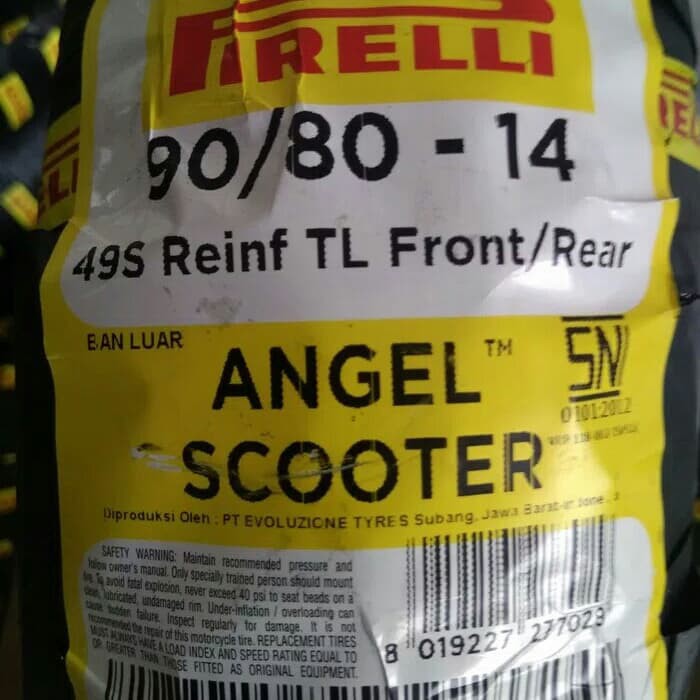 PIRELLI
90/80 - 14
49S Reinf TL Front/Rear
BAN LUAR
ANGEL™
SCOOTER
SNI
Diproduksi Oleh : PT EVOLUZIONE TYRES Subang, Jawa Barat
SAFETY WARNING: Maintain recommended pressure and
follow owner's manual. Only specially trained person should mount
tire. To avoid fatal explosion, never exceed 40 psi to seat beads on a
clean, lubricated, undamaged rim. Under-inflation / overloading can
cause sudden failure. Inspect regularly for damage. It is not
recommended the repair of this motorcycle tire. REPLACEMENT TIRES
MUST ALWAYS HAVE A LOAD INDEX AND SPEED RATING EQUAL TO
OR GREATER THAN THOSE FITTED AS ORIGINAL EQUIPMENT.
8 019227 277029